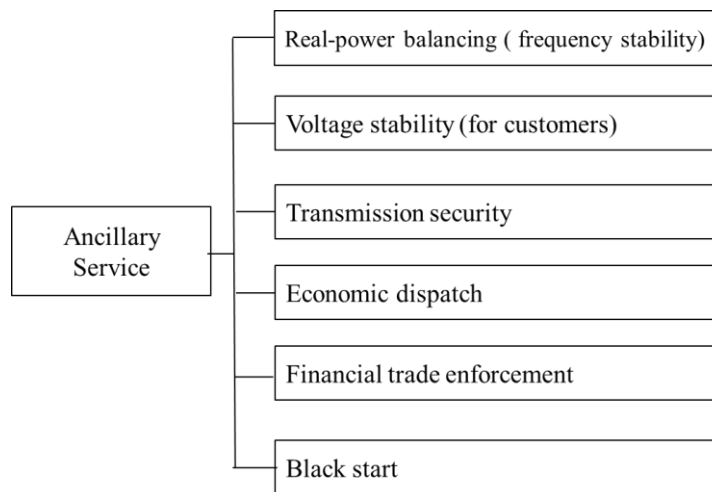 Real-power balancing ( frequency stability)
Voltage stability (for customers)
Transmission security
Ancillary
Service
Economic dispatch
Financial trade enforcement
Black start